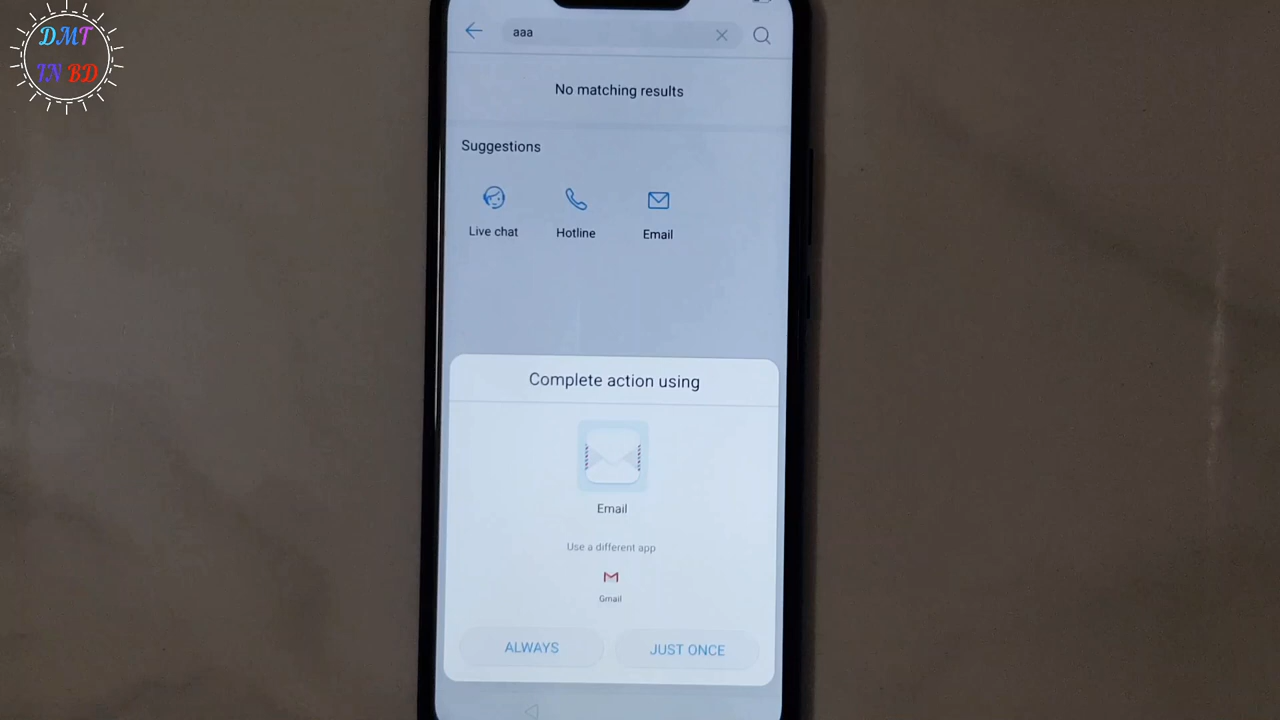 DMT
IN BD
aaa
No matching results
Suggestions
Live chat
Hotline
Email
Complete action using
Email
Use a different app
Gmail
ALWAYS
JUST ONCE